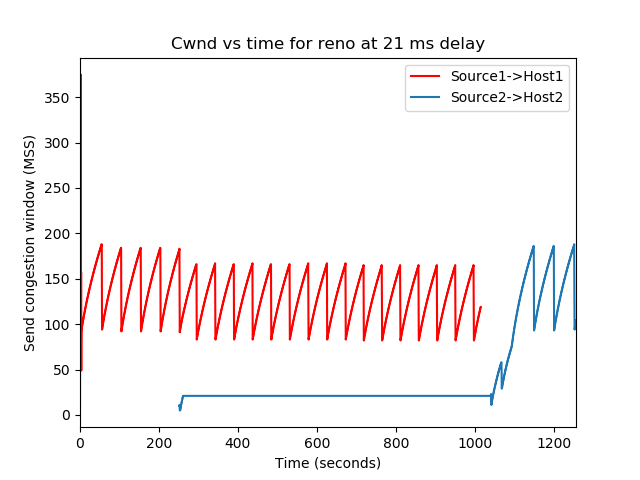 Cwnd vs time for reno at 21 ms delay
Source1->Host1
Source2->Host2
Send congestion window (MSS)
350
300
250
200
150
100
50
0
0 200 400 600 800 1000 1200
Time (seconds)